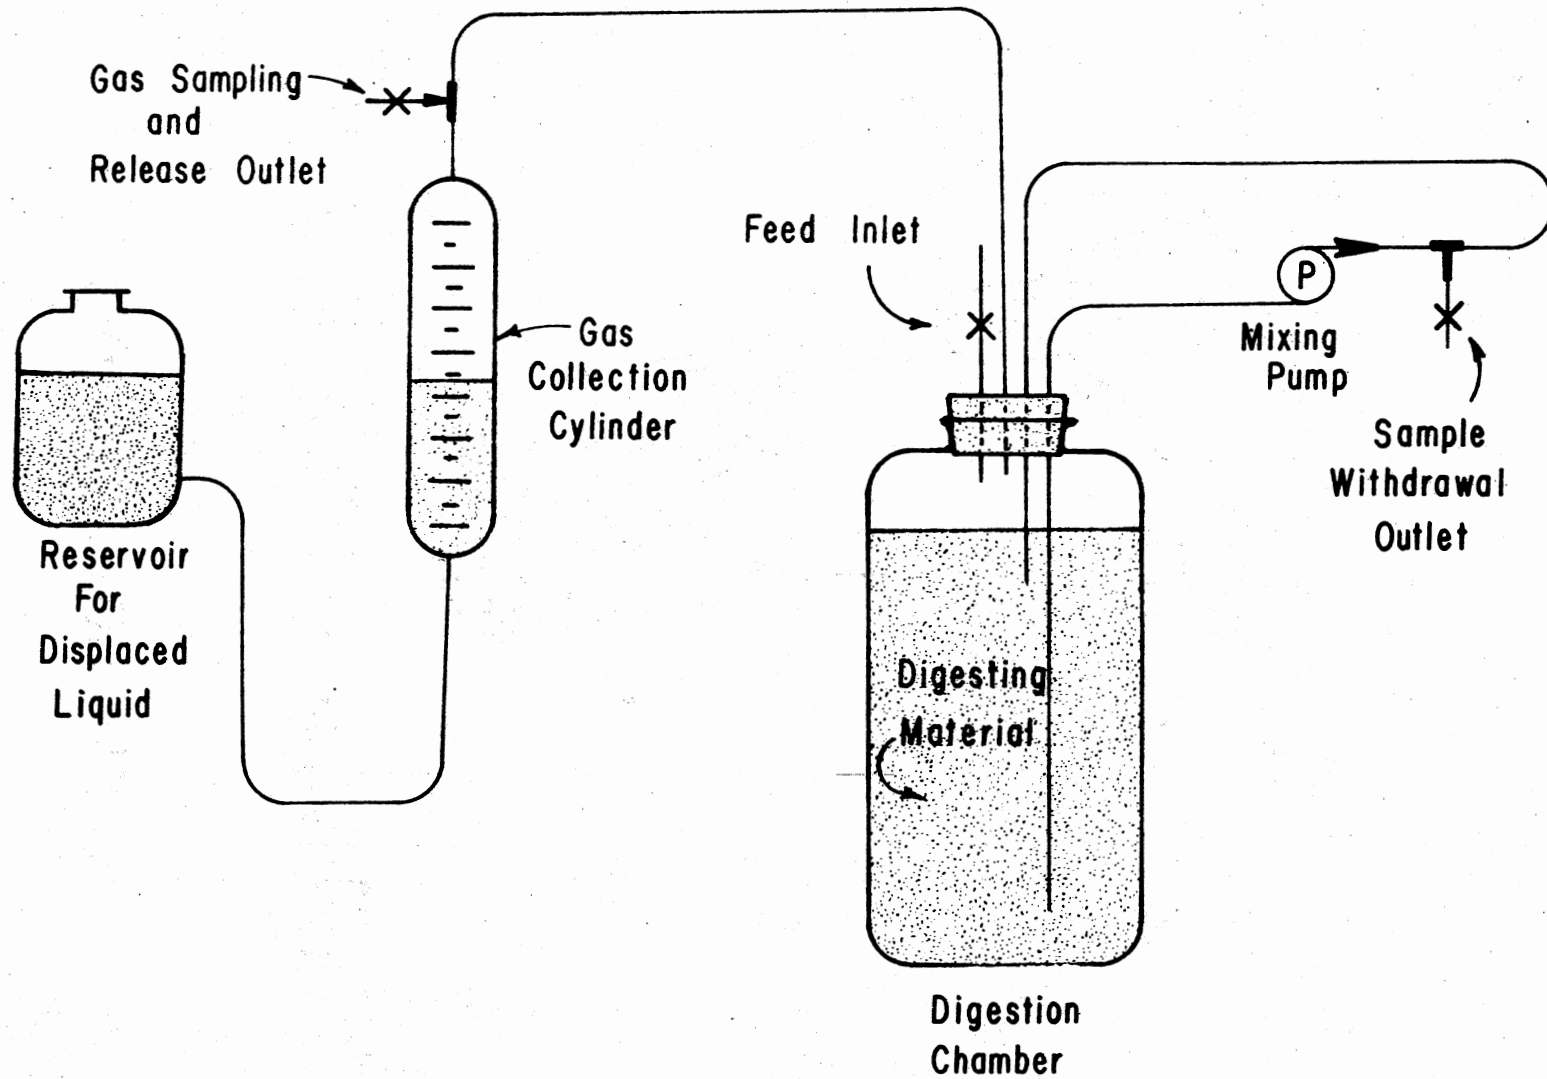 Gas Sampling
and
Release Outlet
Feed Inlet
P
Mixing
Pump
Gas
Collection
Cylinder
Sample
Withdrawal
Outlet
Reservoir
For
Displaced
Liquid
Digesting
Material
Digestion
Chamber